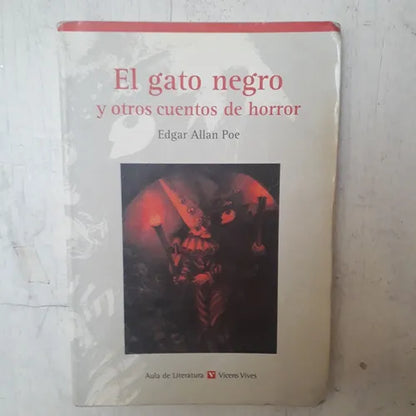 El gato negro
y otros cuentos de horror
Edgar Allan Poe
Aula de Literatura V Vicens Vives